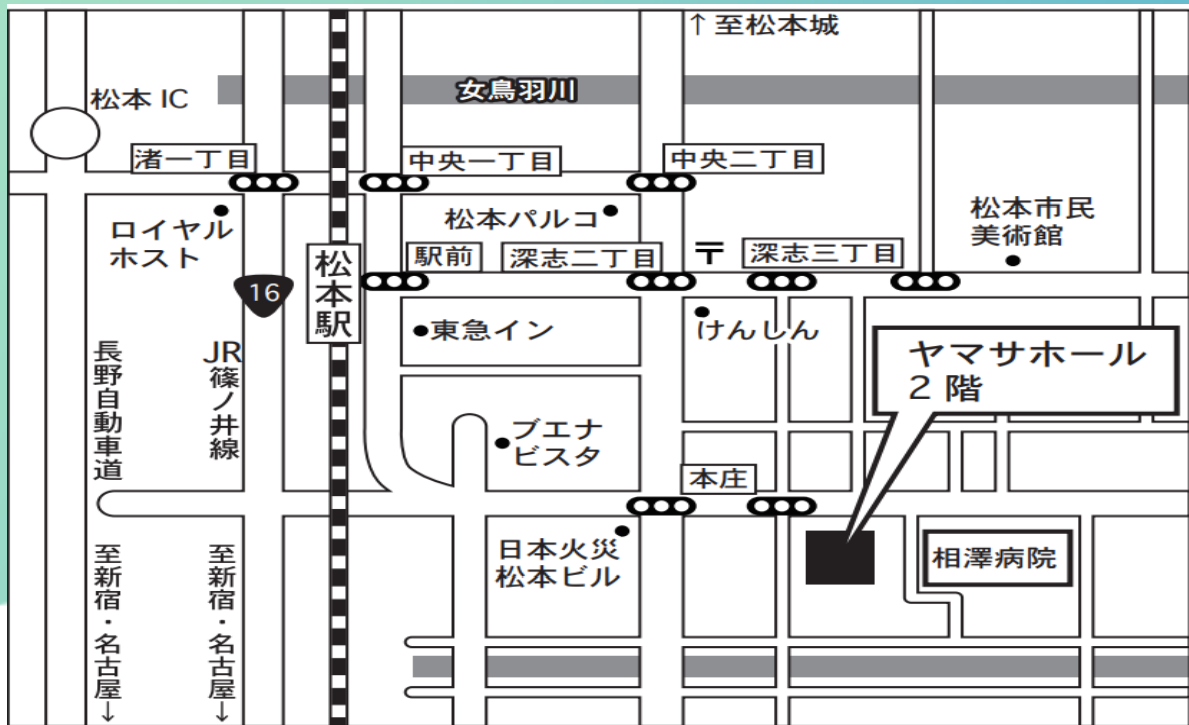 ↑至松本城
女鳥羽川
松本 IC
渚一丁目
中央一丁目
中央二丁目
ロイヤル
ホスト
松本パルコ
松本市民
美術館
駅前
深志二丁目
〒
深志三丁目
16
松本駅
東急イン
けんしん
ヤマサホール
2 階
長野自動車道
JR篠ノ井線
ブエナ
ビスタ
本庄
日本火災
松本ビル
相澤病院
至新宿・名古屋→
至新宿・名古屋→